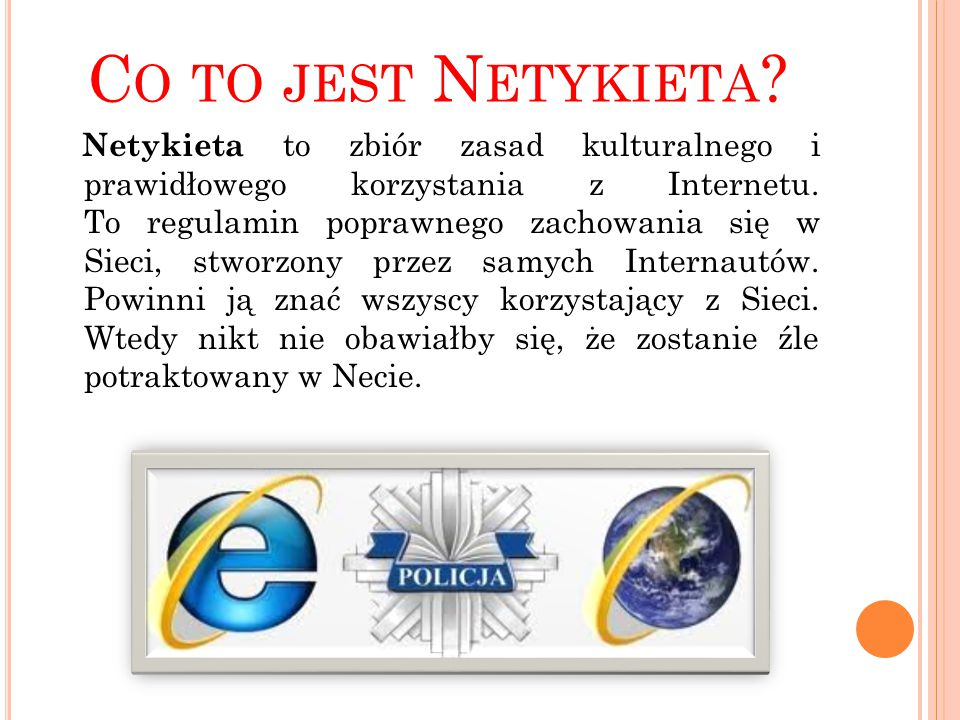 Co to jest Netykieta?
Netykieta to zbiór zasad kulturalnego i
prawidłowego korzystania z Internetu.
To regulamin poprawnego zachowania się w
Sieci, stworzony przez samych Internautów.
Powinni ją znać wszyscy korzystający z Sieci.
Wtedy nikt nie obawiałby się, że zostanie źle
potraktowany w Necie.
POLICJA